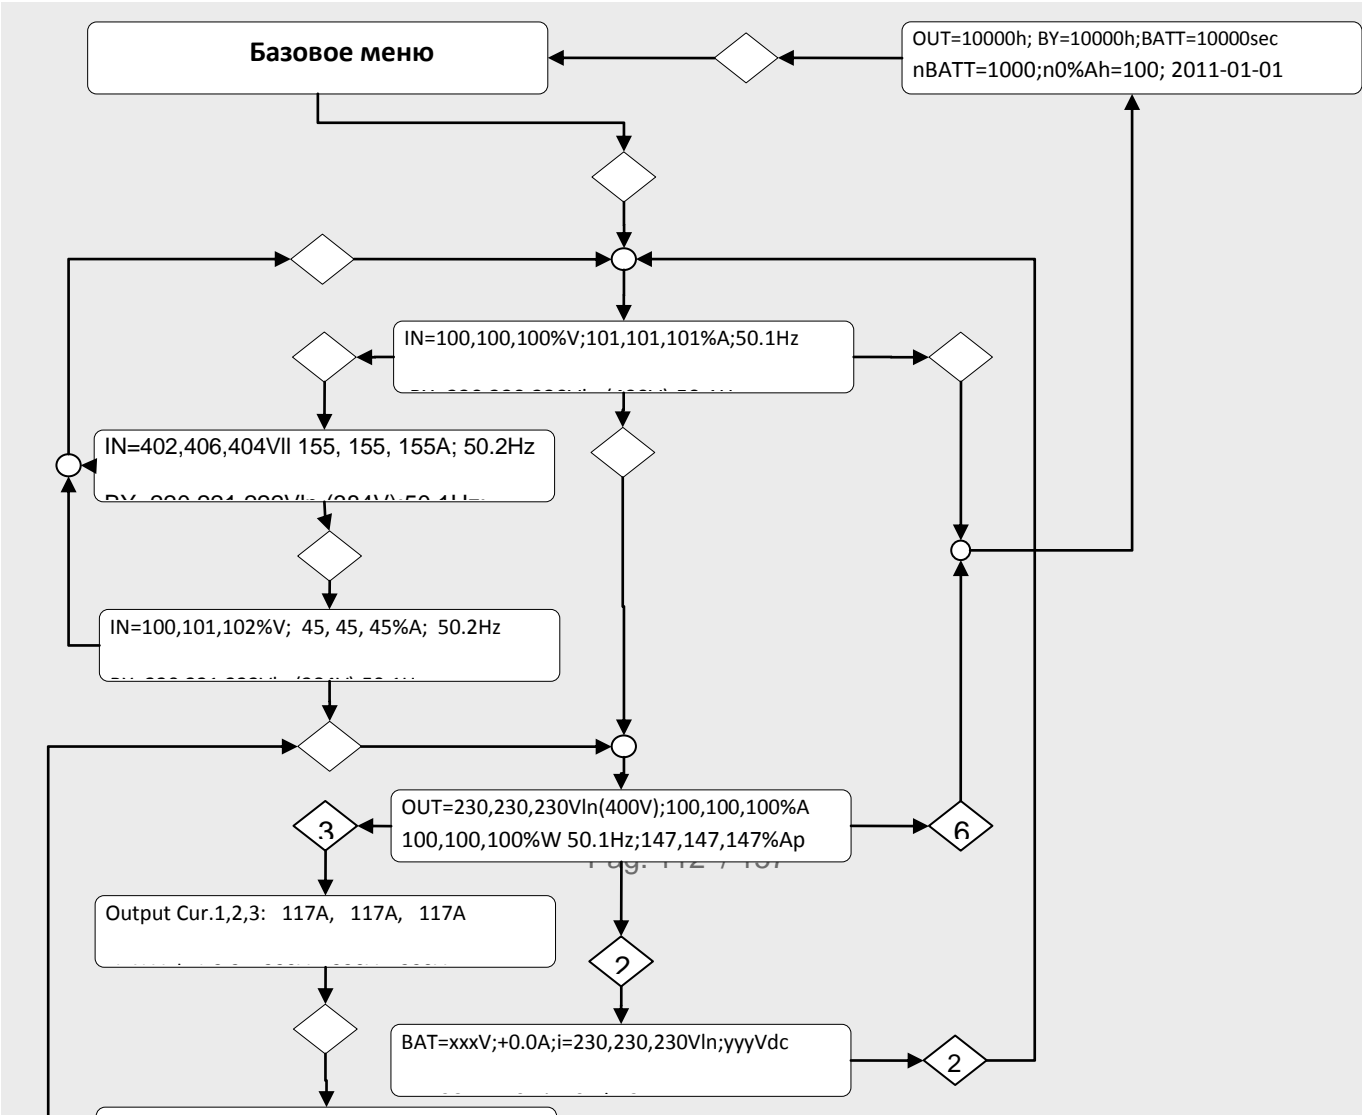 Базовое меню
OUT=10000h; BY=10000h;BATT=10000sec
nBATT=1000;n0%Ah=100; 2011-01-01
IN=100,100,100%V;101,101,101%A;50.1Hz
IN=402,406,404Vll 155, 155, 155A; 50.2Hz
IN=100,101,102%V; 45, 45, 45%A; 50.2Hz
OUT=230,230,230Vln(400V);100,100,100%A
100,100,100%W 50.1Hz;147,147,147%Ap
3
6
Output Cur.1,2,3: 117A, 117A, 117A
2
BAT=xxxV;+0.0A;i=230,230,230Vln;yyyVdc
2